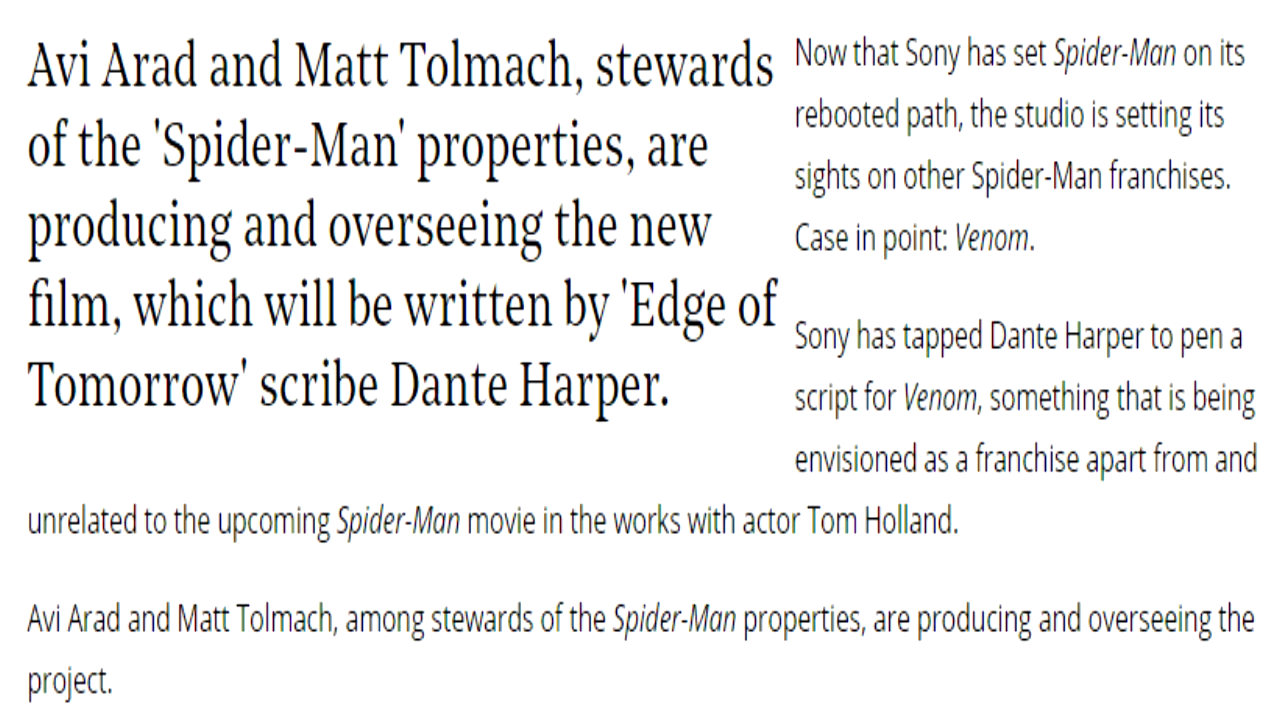 Avi Arad and Matt Tolmach, stewards
of the 'Spider-Man' properties, are
producing and overseeing the new
film, which will be written by 'Edge of
Tomorrow' scribe Dante Harper.
Now that Sony has set Spider-Man on its
rebooted path, the studio is setting its
sights on other Spider-Man franchises.
Case in point: Venom.
Sony has tapped Dante Harper to pen a
script for Venom, something that is being
envisioned as a franchise apart from and
unrelated to the upcoming Spider-Man movie in the works with actor Tom Holland.
Avi Arad and Matt Tolmach, among stewards of the Spider-Man properties, are producing and overseeing the
project.